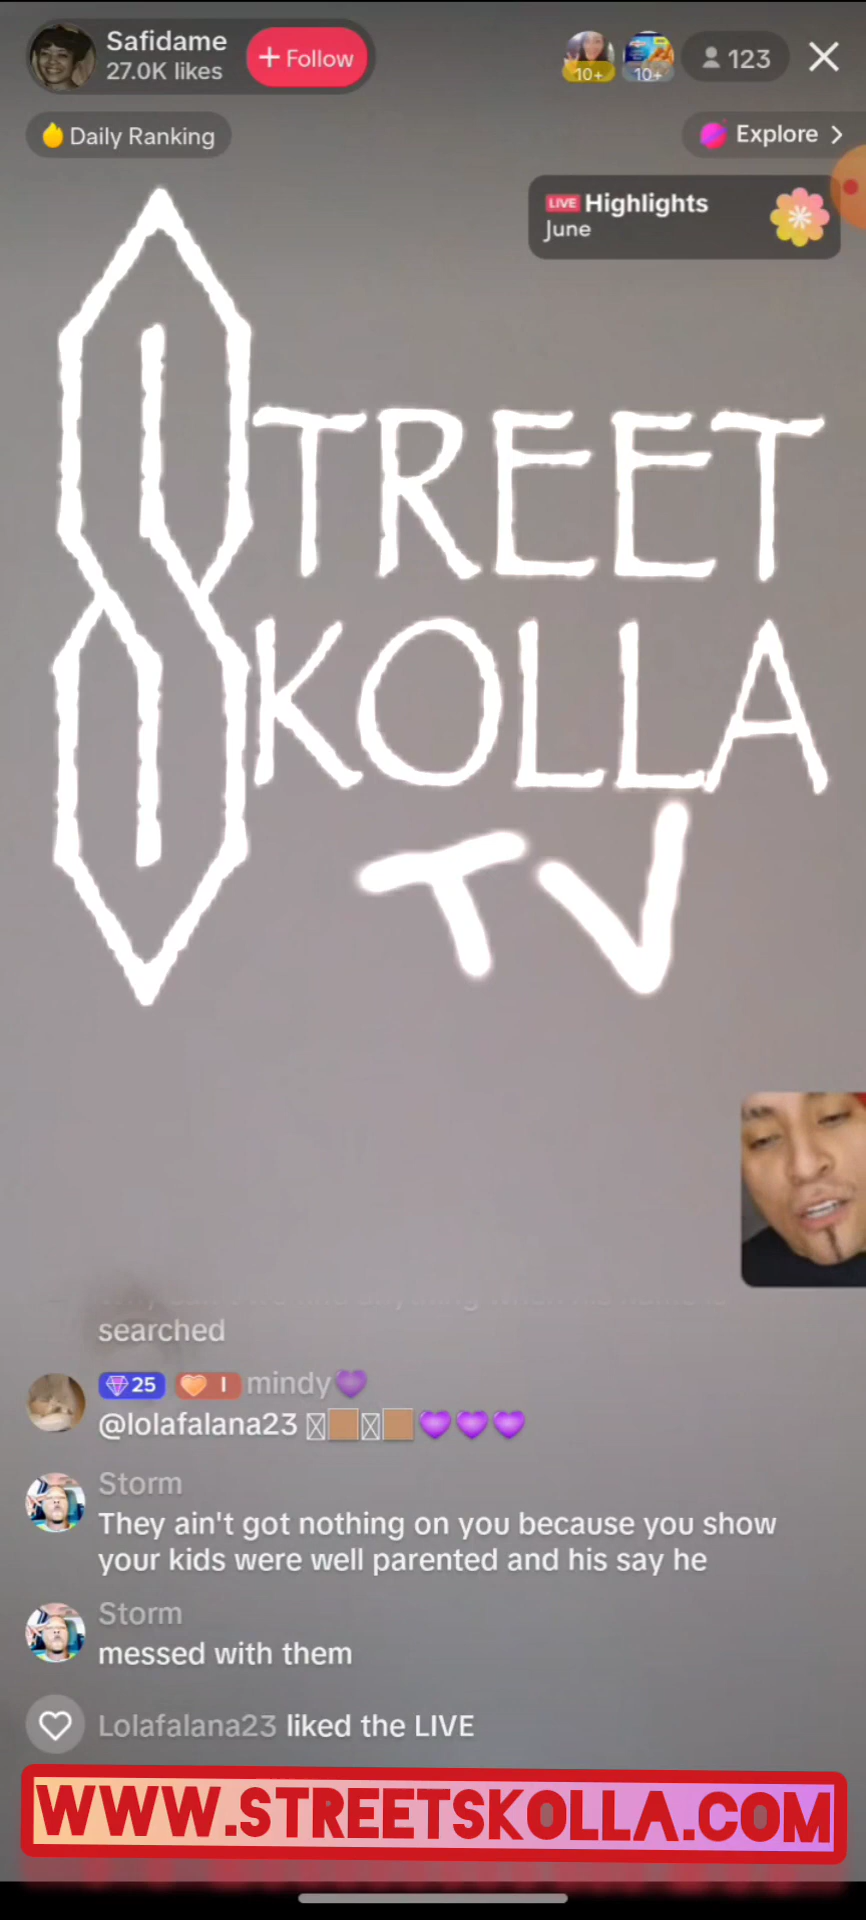 Safidame
27.0K likes
+ Follow
10+
10+
123
Daily Ranking
Explore
LIVE Highlights
June
STREET
SKOLLA
TV
searched
25 I mindy💜
@lolafalana23 💜💜💜
Storm
They ain't got nothing on you because you show
your kids were well parented and his say he
Storm
messed with them
Lolafalana23 liked the LIVE
WWW.STREETSKOLLA.COM